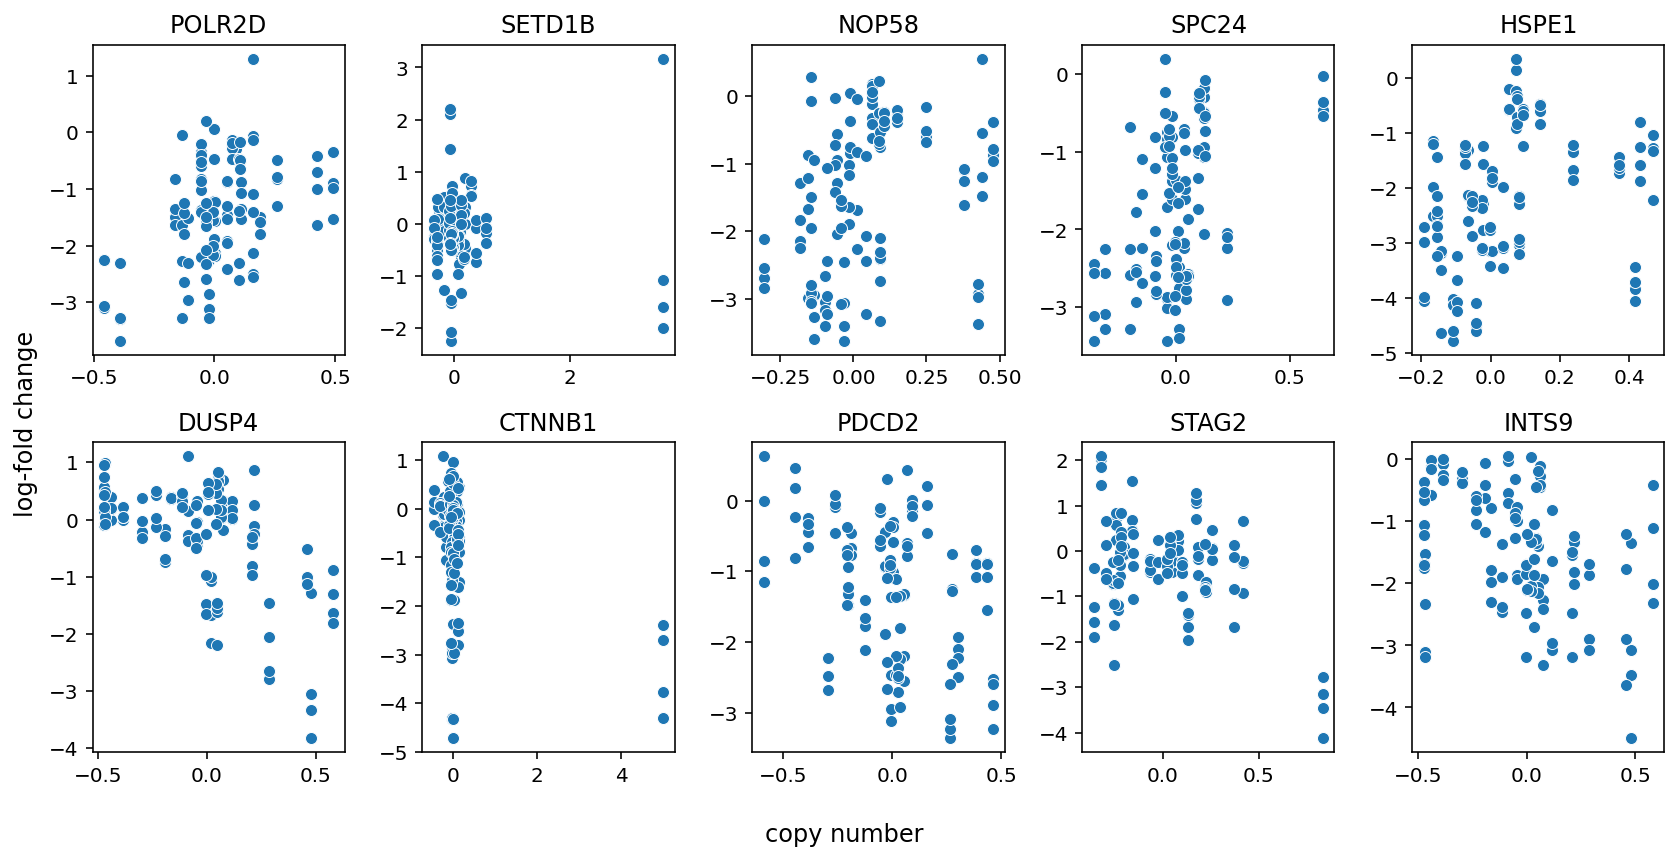 POLR2D SETD1B NOP58 SPC24 HSPE1
1 0 −1 −2 −3
3 2 1 0 −1 −2
0 −1 −2 −3
0 −1 −2 −3
0 −1 −2 −3 −4 −5
−0.5 0.0 0.5 0 2 −0.25 0.00 0.25 0.50 0.0 0.5 −0.2 0.0 0.2 0.4
log-fold change
DUSP4 CTNNB1 PDCD2 STAG2 INTS9
1 0 −1 −2 −3 −4
1 0 −1 −2 −3 −4 −5
0 −1 −2 −3
2 1 0 −1 −2 −3 −4
0 −1 −2 −3 −4
−0.5 0.0 0.5 0 2 4 −0.5 0.0 0.5 0.0 0.5 −0.5 0.0 0.5
copy number